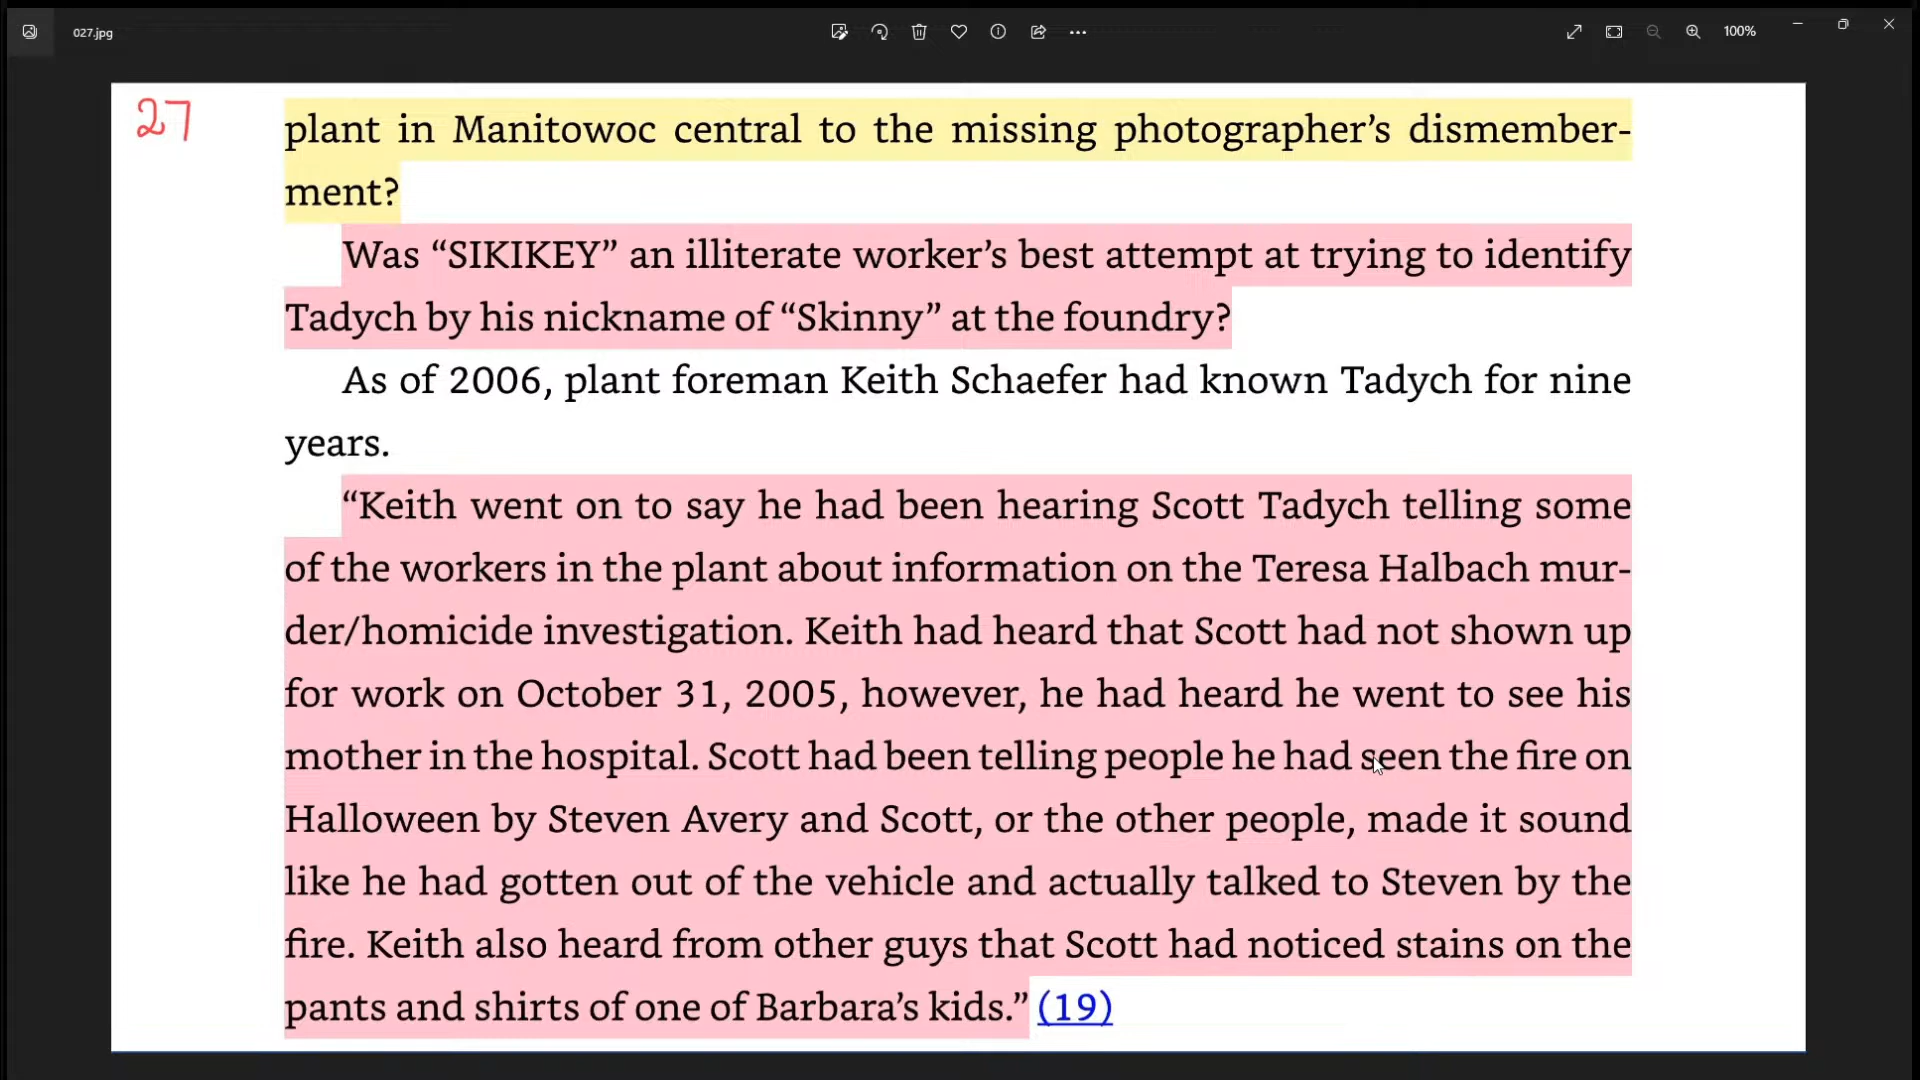 027.jpg
100%
27
plant in Manitowoc central to the missing photographer’s dismember-
ment?
Was “SIKIKEY” an illiterate worker’s best attempt at trying to identify
Tadych by his nickname of “Skinny” at the foundry?
As of 2006, plant foreman Keith Schaefer had known Tadych for nine
years.
“Keith went on to say he had been hearing Scott Tadych telling some
of the workers in the plant about information on the Teresa Halbach mur-
der/homicide investigation. Keith had heard that Scott had not shown up
for work on October 31, 2005, however, he had heard he went to see his
mother in the hospital. Scott had been telling people he had seen the fire on
Halloween by Steven Avery and Scott, or the other people, made it sound
like he had gotten out of the vehicle and actually talked to Steven by the
fire. Keith also heard from other guys that Scott had noticed stains on the
pants and shirts of one of Barbara’s kids.” (19)